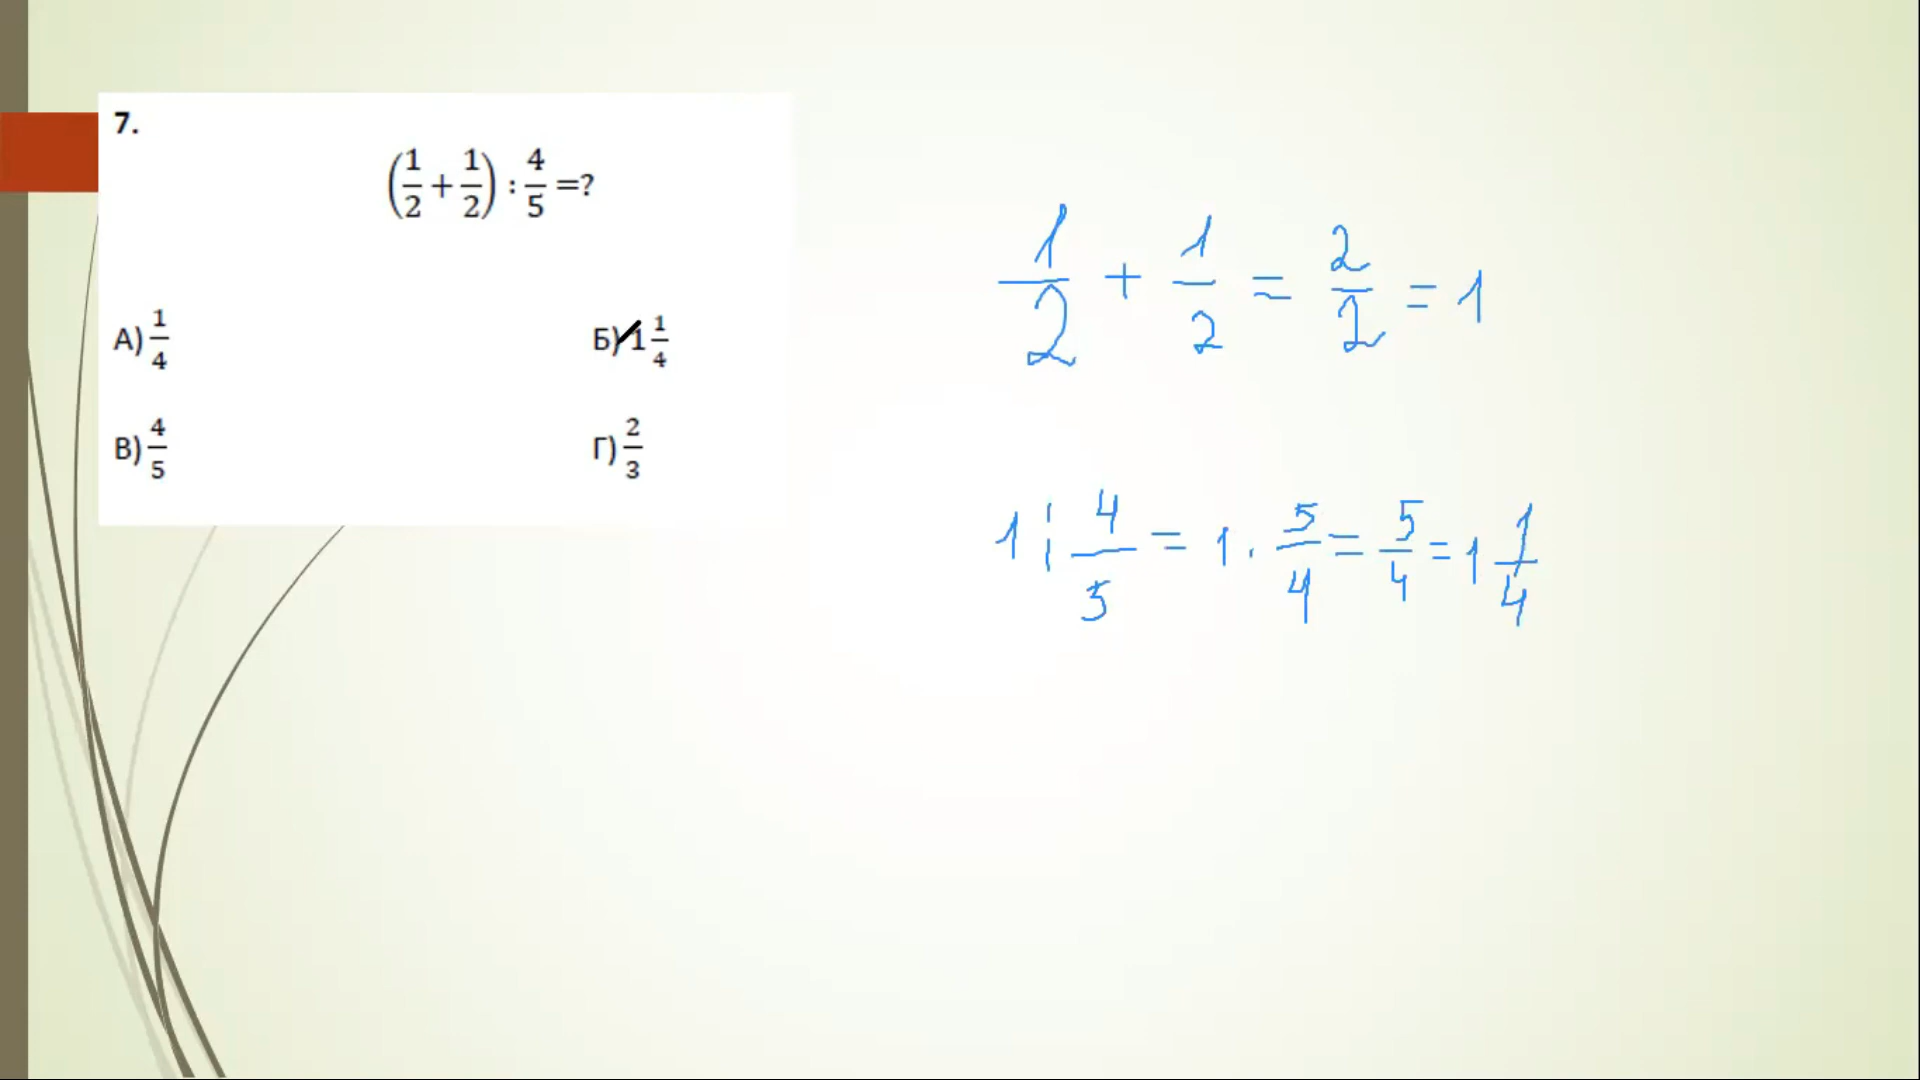 7.
(1/2 + 1/2) : 4/5 =?
А) 1/4
Б) 1 1/4
В) 4/5
Г) 2/3
1/2 + 1/2 = 2/2 = 1
1 : 4/5 = 1 · 5/4 = 5/4 = 1 1/4